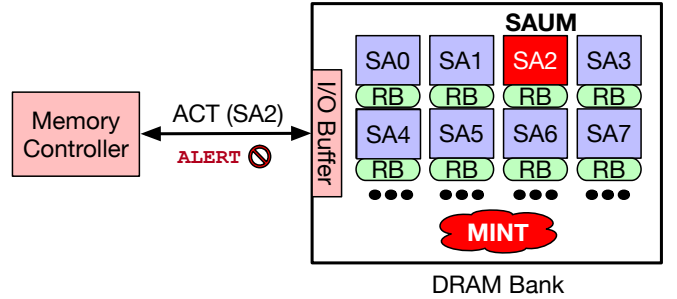 SAUM
SA0 SA1 SA2 SA3
RB RB RB RB
SA4 SA5 SA6 SA7
RB RB RB RB
I/O Buffer
Memory
Controller
ACT (SA2)
ALERT
MINT
DRAM Bank